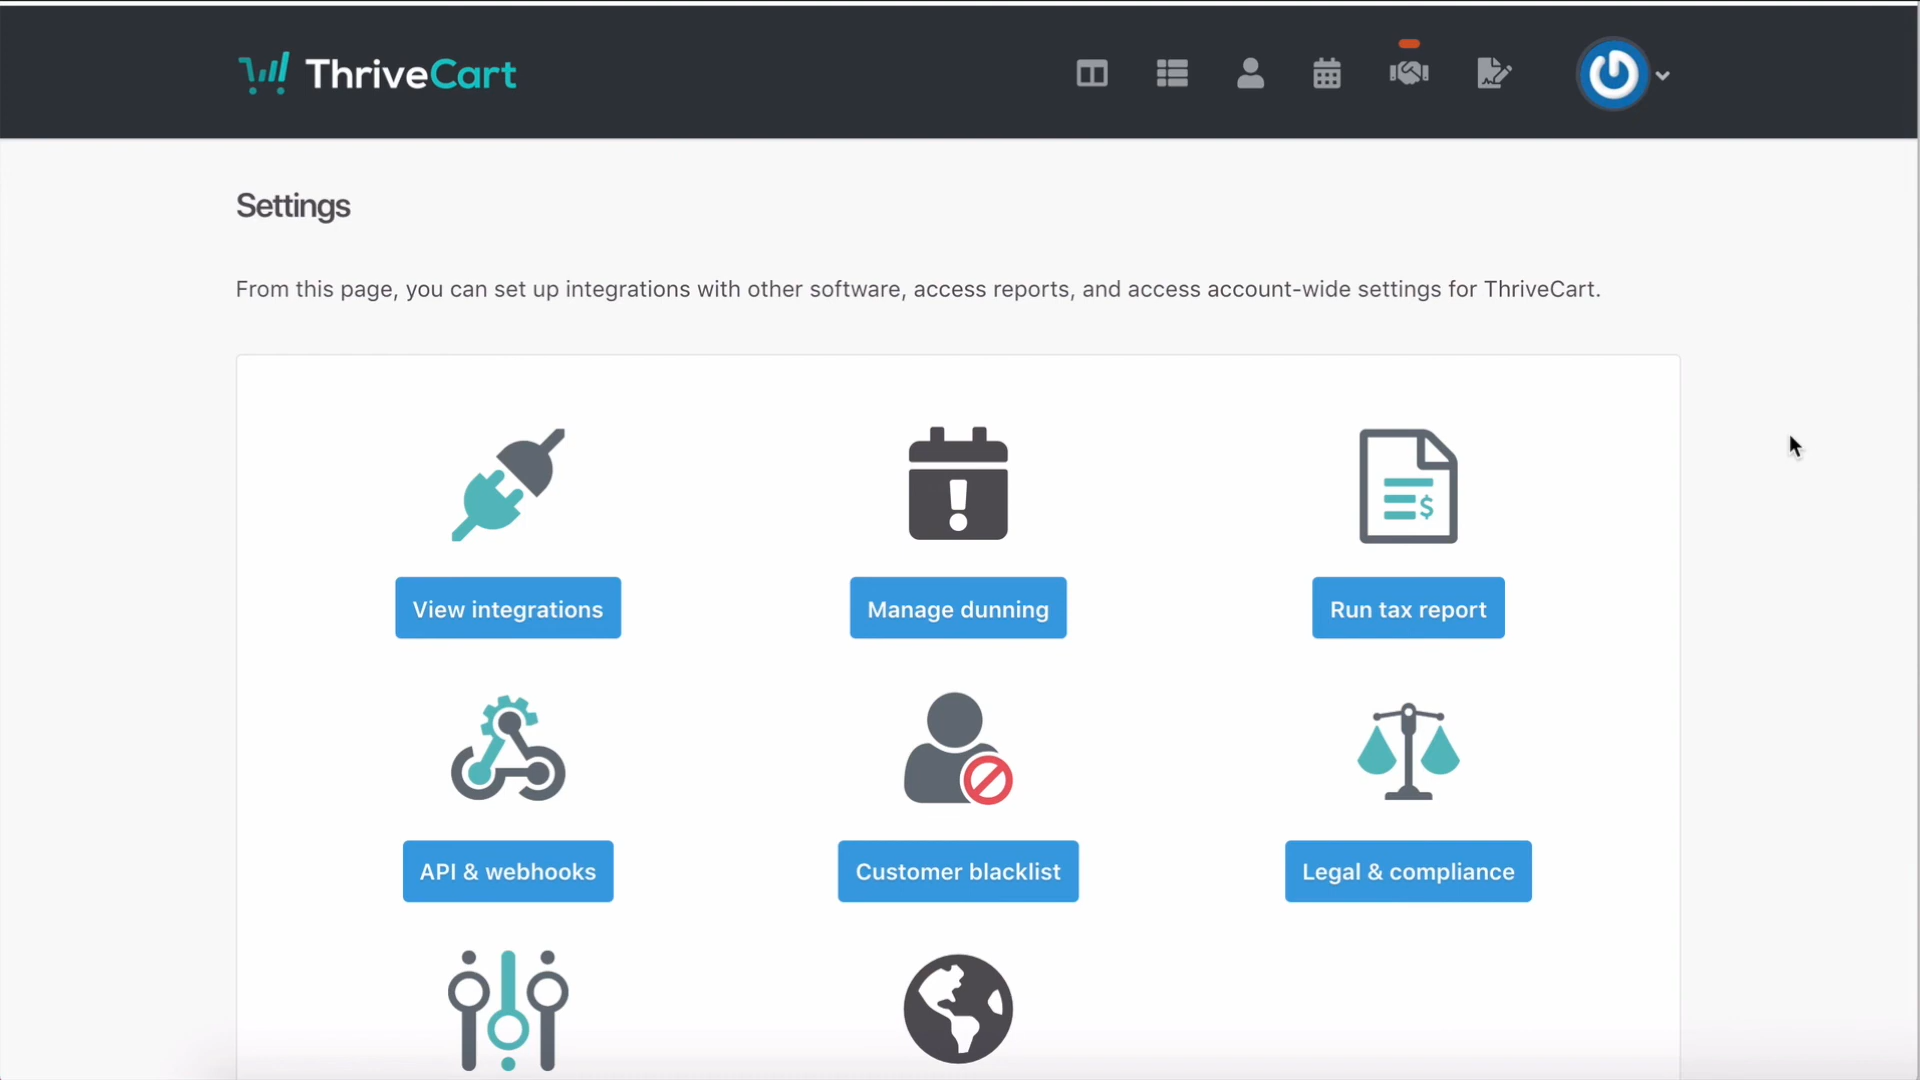 ThriveCart
Settings
From this page, you can set up integrations with other software, access reports, and access account-wide settings for ThriveCart.
View integrations
Manage dunning
Run tax report
API & webhooks
Customer blacklist
Legal & compliance